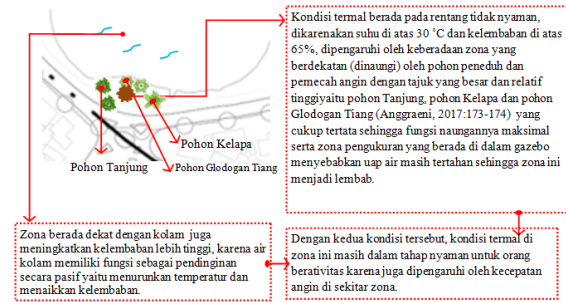 Kondisi termal berada pada rentang tidak nyaman,
dikarenakan suhu di atas 30 ˚C dan kelembaban di atas
65%, dipengaruhi oleh keberadaan zona yang
berdekatan (dinaungi) oleh pohon peneduh dan
pemecah angin dengan tajuk yang besar dan relatif
tinggiyaitu pohon Tanjung, pohon Kelapa dan pohon
Glodogan Tiang (Anggraeni, 2017:173-174) yang
cukup tertata sehingga fungsi naungannya maksimal
serta zona pengukuran yang berada di dalam gazebo
menyebabkan uap air masih tertahan sehingga zona ini
menjadi lembab.
Pohon Kelapa
Pohon Tanjung
Pohon Glodogan Tiang
Zona berada dekat dengan kolam juga
meningkatkan kelembaban lebih tinggi, karena air
kolam memiliki fungsi sebagai pendinginan
secara pasif yaitu menurunkan temperatur dan
menaikkan kelembaban.
Dengan kedua kondisi tersebut, kondisi termal di
zona ini masih dalam tahap nyaman untuk orang
berativitas karena juga dipengaruhi oleh kecepatan
angin di sekitar zona.